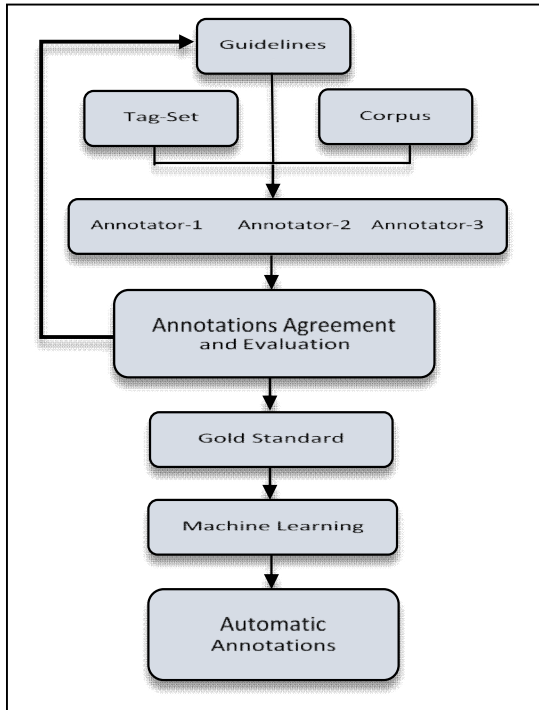 Guidelines
Tag-Set
Corpus
Annotator-1 Annotator-2 Annotator-3
Annotations Agreement
and Evaluation
Gold Standard
Machine Learning
Automatic
Annotations